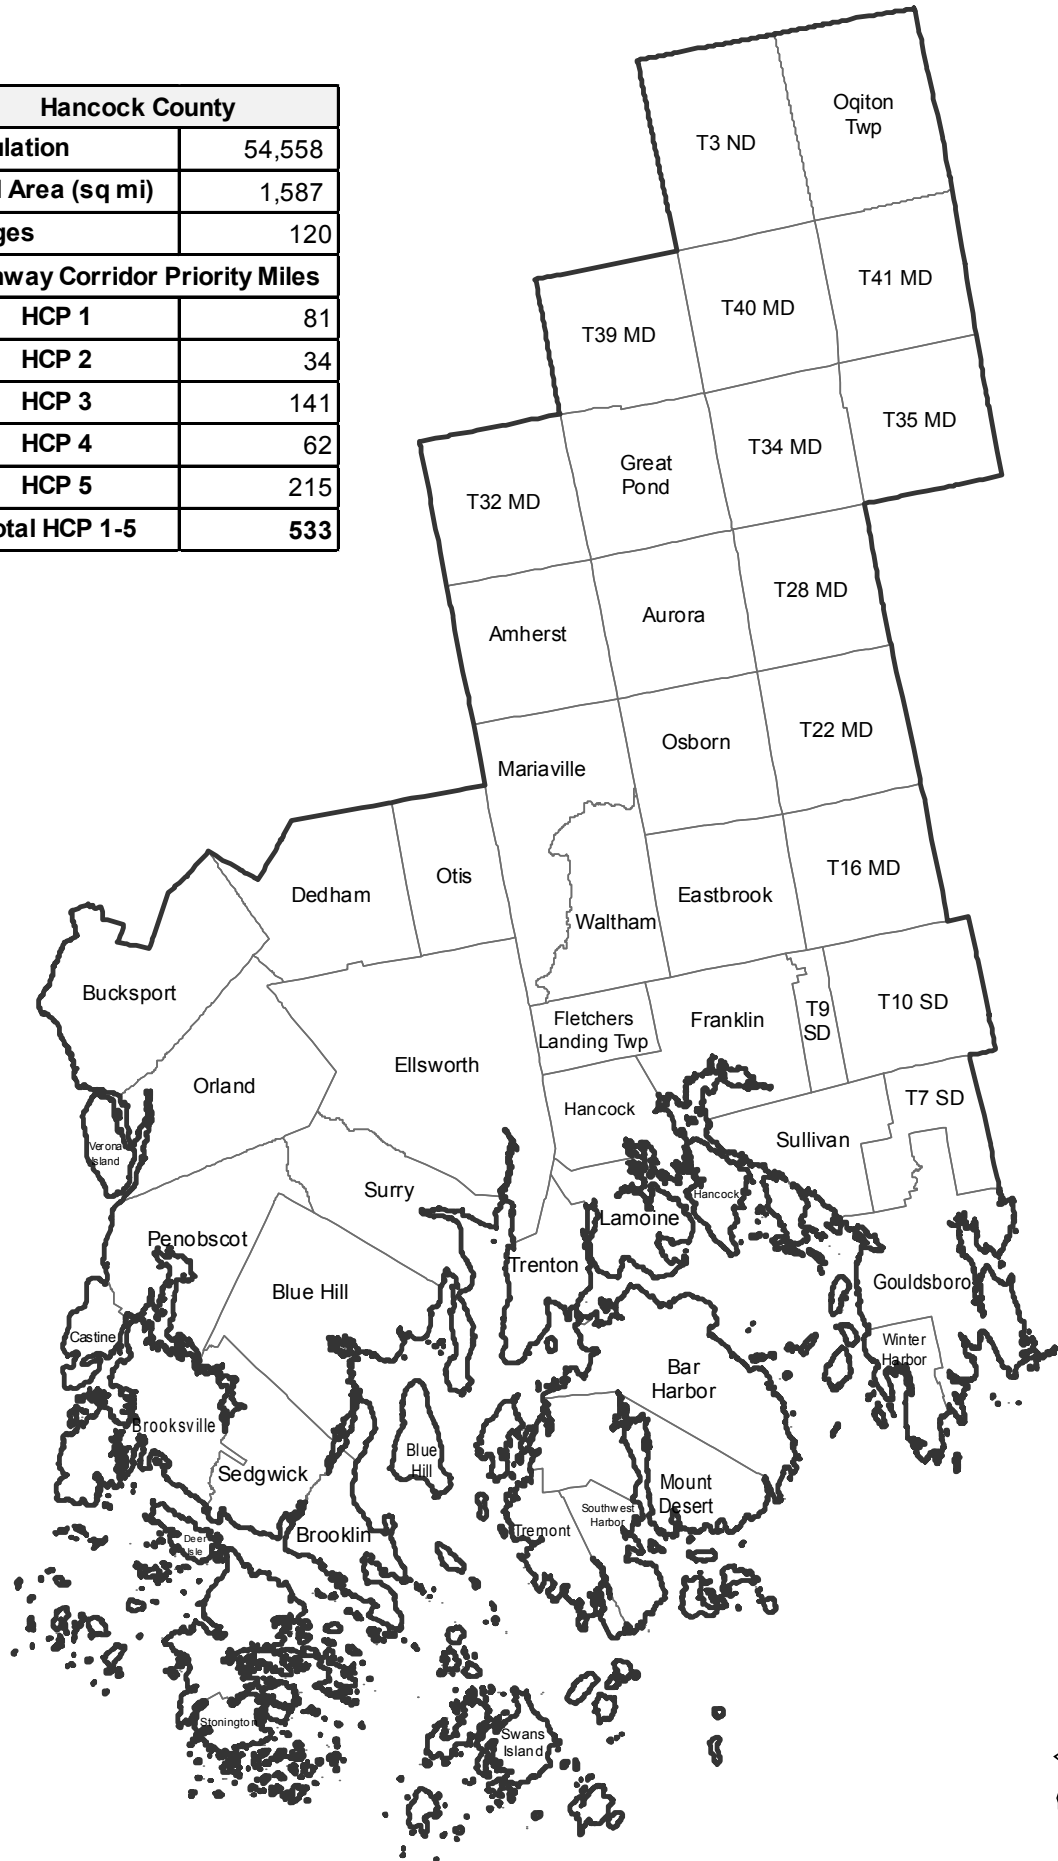 Hancock County
ulation 54,558
l Area (sq mi) 1,587
ges 120
way Corridor Priority Miles
HCP 1 81
HCP 2 34
HCP 3 141
HCP 4 62
HCP 5 215
otal HCP 1-5 533
Oqiton
Twp
T3 ND
T41 MD
T40 MD
T39 MD
T35 MD
T34 MD
Great
Pond
T32 MD
T28 MD
Aurora
Amherst
T22 MD
Osborn
Mariaville
T16 MD
Otis
Dedham
Eastbrook
Waltham
Bucksport
T10 SD
T9
SD
Franklin
Fletchers
Landing Twp
Ellsworth
Orland
T7 SD
Hancock
Sullivan
Verona
Island
Surry
Hancock
Lamoine
Penobscot
Trenton
Gouldsboro
Blue Hill
Castine
Winter
Harbor
Bar
Harbor
Brooksville
Blue
Hill
Sedgwick
Mount
Desert
Southwest
Harbor
Tremont
Brooklin
Deer
Isle
Stonington
Swans
Island